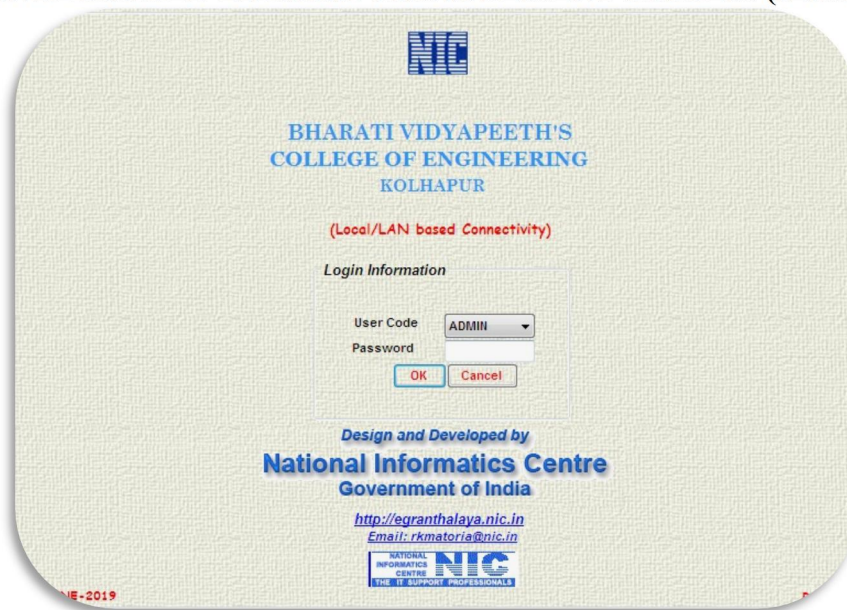 NIC
BHARATI VIDYAPEETH'S
COLLEGE OF ENGINEERING
KOLHAPUR
(Local/LAN based Connectivity)
Login Information
User Code ADMIN
Password
OK Cancel
Design and Developed by
National Informatics Centre
Government of India
http://egranthalaya.nic.in
Email: rkmatoria@nic.in
NATIONAL
INFORMATICS
CENTRE
NIC
THE IT SUPPORT PROFESSIONALS
-2019